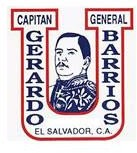 CAPITAN GENERAL
GERARDO
BARRIOS
EL SALVADOR, C.A.